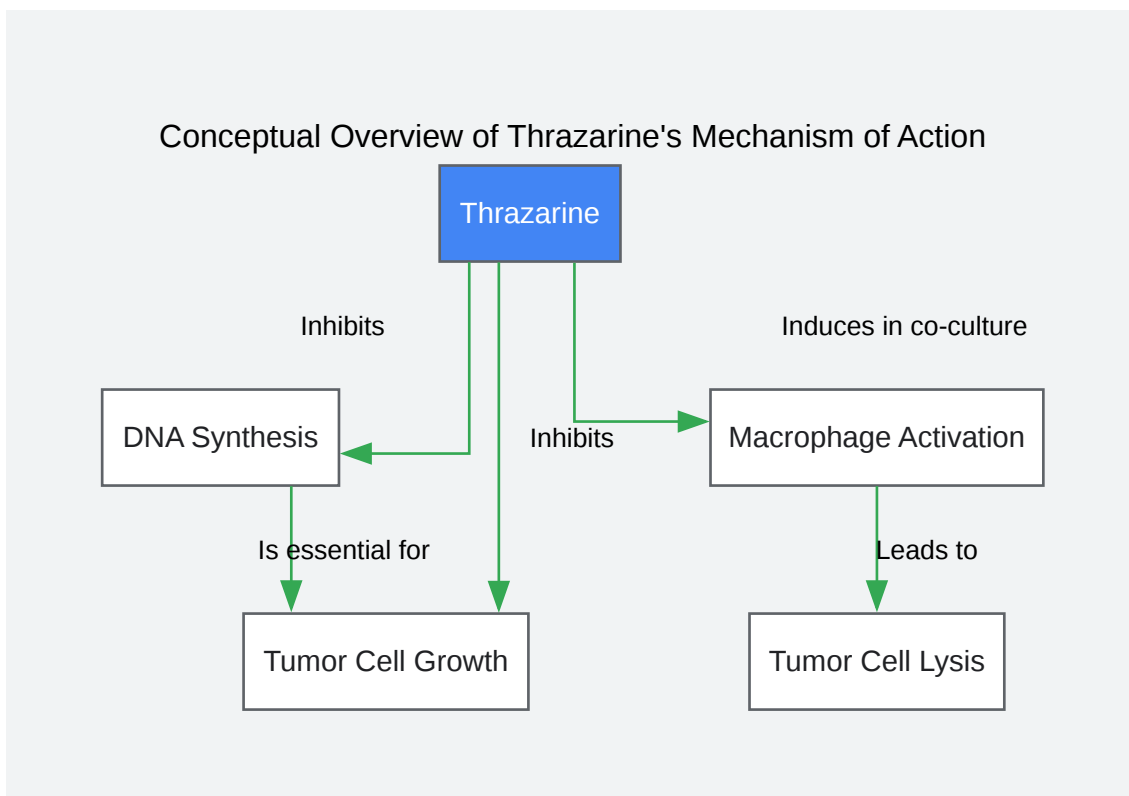 Conceptual Overview of Thrazarine's Mechanism of Action
Thrazarine
Inhibits
Induces in co-culture
DNA Synthesis
Inhibits
Macrophage Activation
Is essential for
Leads to
Tumor Cell Growth
Tumor Cell Lysis